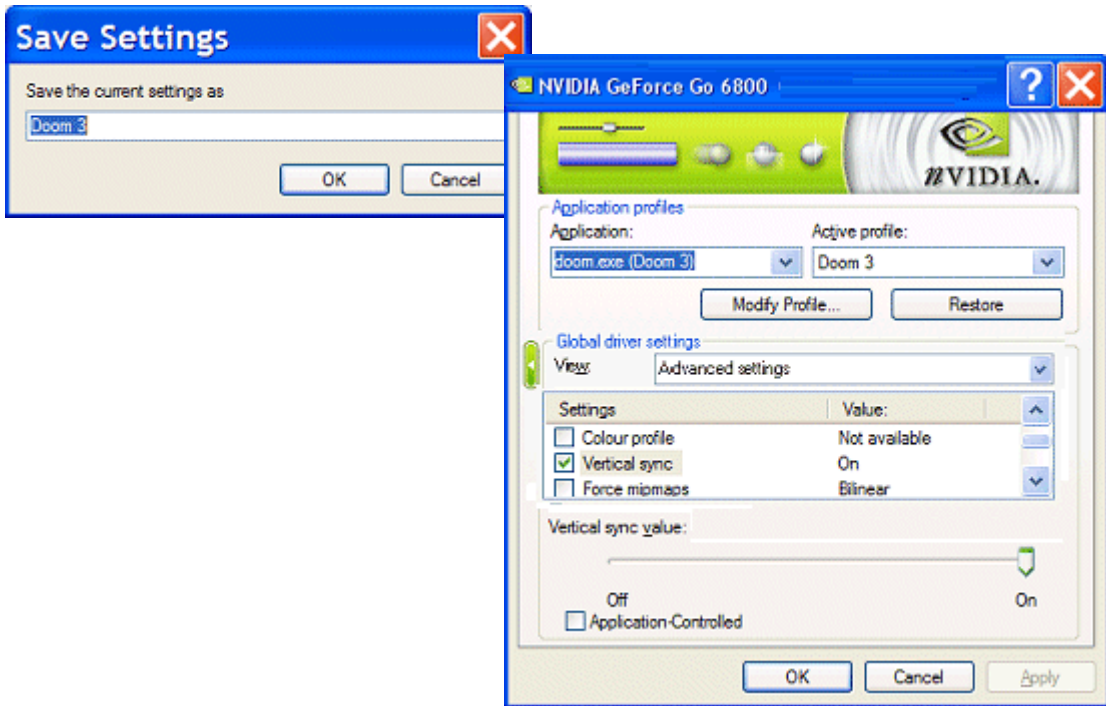 Save Settings
Save the current settings as
Doom 3
OK Cancel
NVIDIA GeForce Go 6800
?
nVIDIA.
Application profiles
Application: Active profile:
doom.exe (Doom 3) Doom 3
Modify Profile... Restore
Global driver settings
View: Advanced settings
Settings Value:
Colour profile Not available
Vertical sync On
Force mipmaps Bilinear
Vertical sync value:
Off On
Application-Controlled
OK Cancel Apply